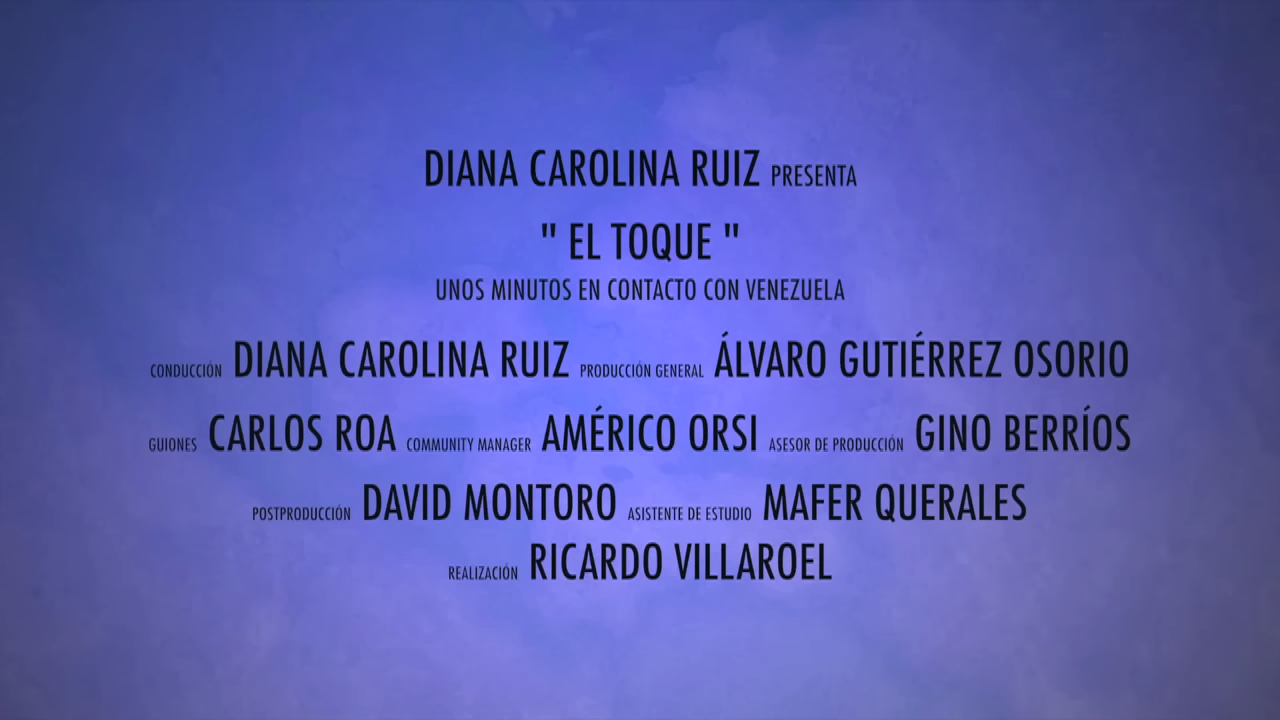 DIANA CAROLINA RUIZ PRESENTA
" EL TOQUE "
UNOS MINUTOS EN CONTACTO CON VENEZUELA
CONDUCCIÓN DIANA CAROLINA RUIZ PRODUCCIÓN GENERAL ÁLVARO GUTIÉRREZ OSORIO
GUIONES CARLOS ROA COMMUNITY MANAGER AMÉRICO ORSI ASESOR DE PRODUCCIÓN GINO BERRÍOS
POSTPRODUCCIÓN DAVID MONTORO ASISTENTE DE ESTUDIO MAFER QUERALES
REALIZACIÓN RICARDO VILLAROEL